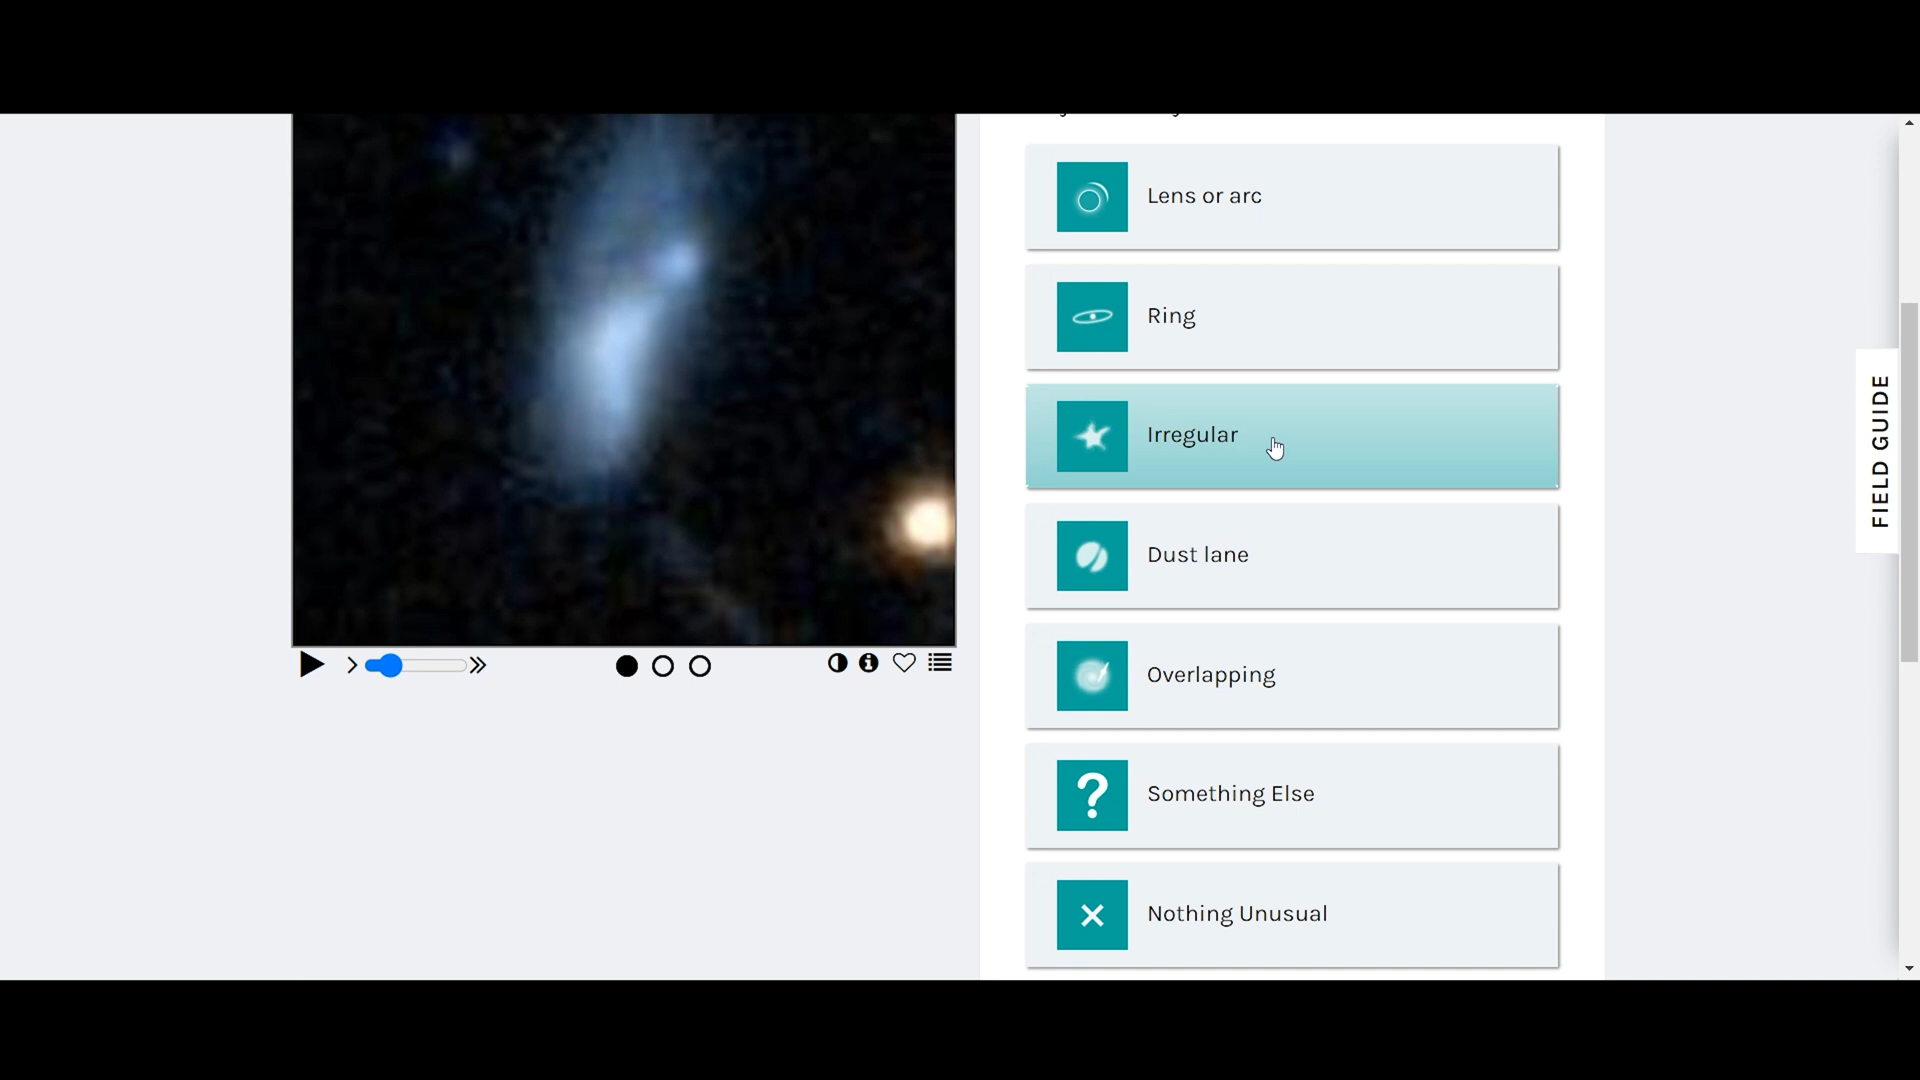 Lens or arc
Ring
Irregular
Dust lane
Overlapping
Something Else
Nothing Unusual
FIELD GUIDE